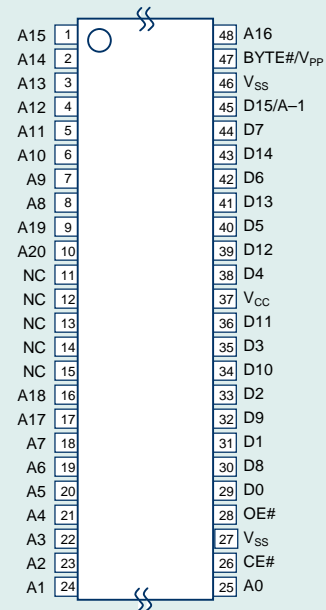 A15 1 48 A16
A14 2 47 BYTE#/VPP
A13 3 46 VSS
A12 4 45 D15/A–1
A11 5 44 D7
A10 6 43 D14
A9 7 42 D6
A8 8 41 D13
A19 9 40 D5
A20 10 39 D12
NC 11 38 D4
NC 12 37 VCC
NC 13 36 D11
NC 14 35 D3
NC 15 34 D10
A18 16 33 D2
A17 17 32 D9
A7 18 31 D1
A6 19 30 D8
A5 20 29 D0
A4 21 28 OE#
A3 22 27 VSS
A2 23 26 CE#
A1 24 25 A0